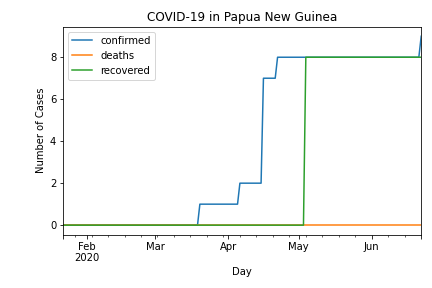 COVID-19 in Papua New Guinea
confirmed
deaths
recovered
Number of Cases
8
6
4
2
0
Feb
2020
Mar
Apr
May
Jun
Day